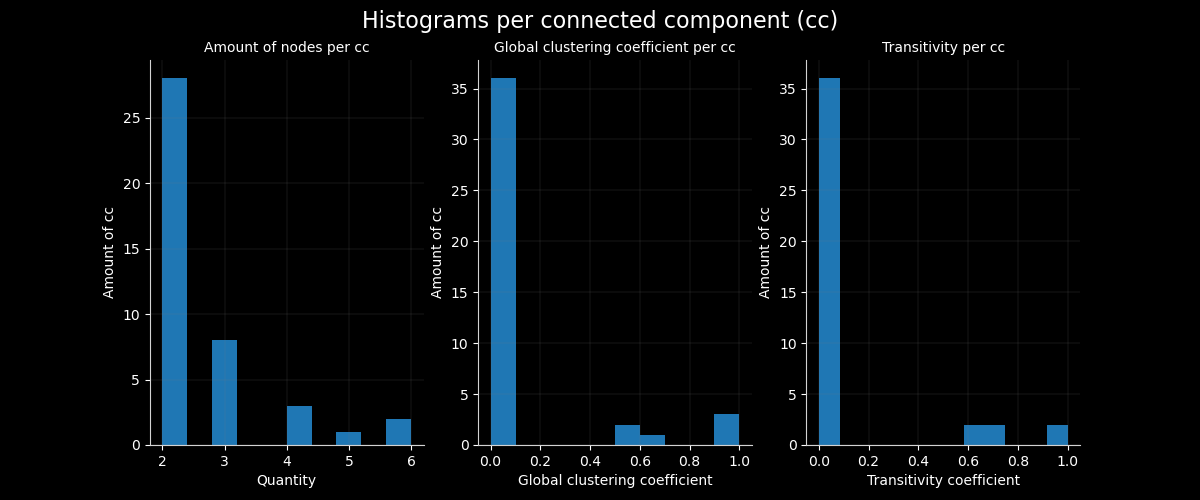 Histograms per connected component (cc)
Amount of nodes per cc
Global clustering coefficient per cc
Transitivity per cc
Amount of cc
25
20
15
10
5
0
2 3 4 5 6
Quantity
Amount of cc
35
30
25
20
15
10
5
0
0.0 0.2 0.4 0.6 0.8 1.0
Global clustering coefficient
Amount of cc
35
30
25
20
15
10
5
0
0.0 0.2 0.4 0.6 0.8 1.0
Transitivity coefficient